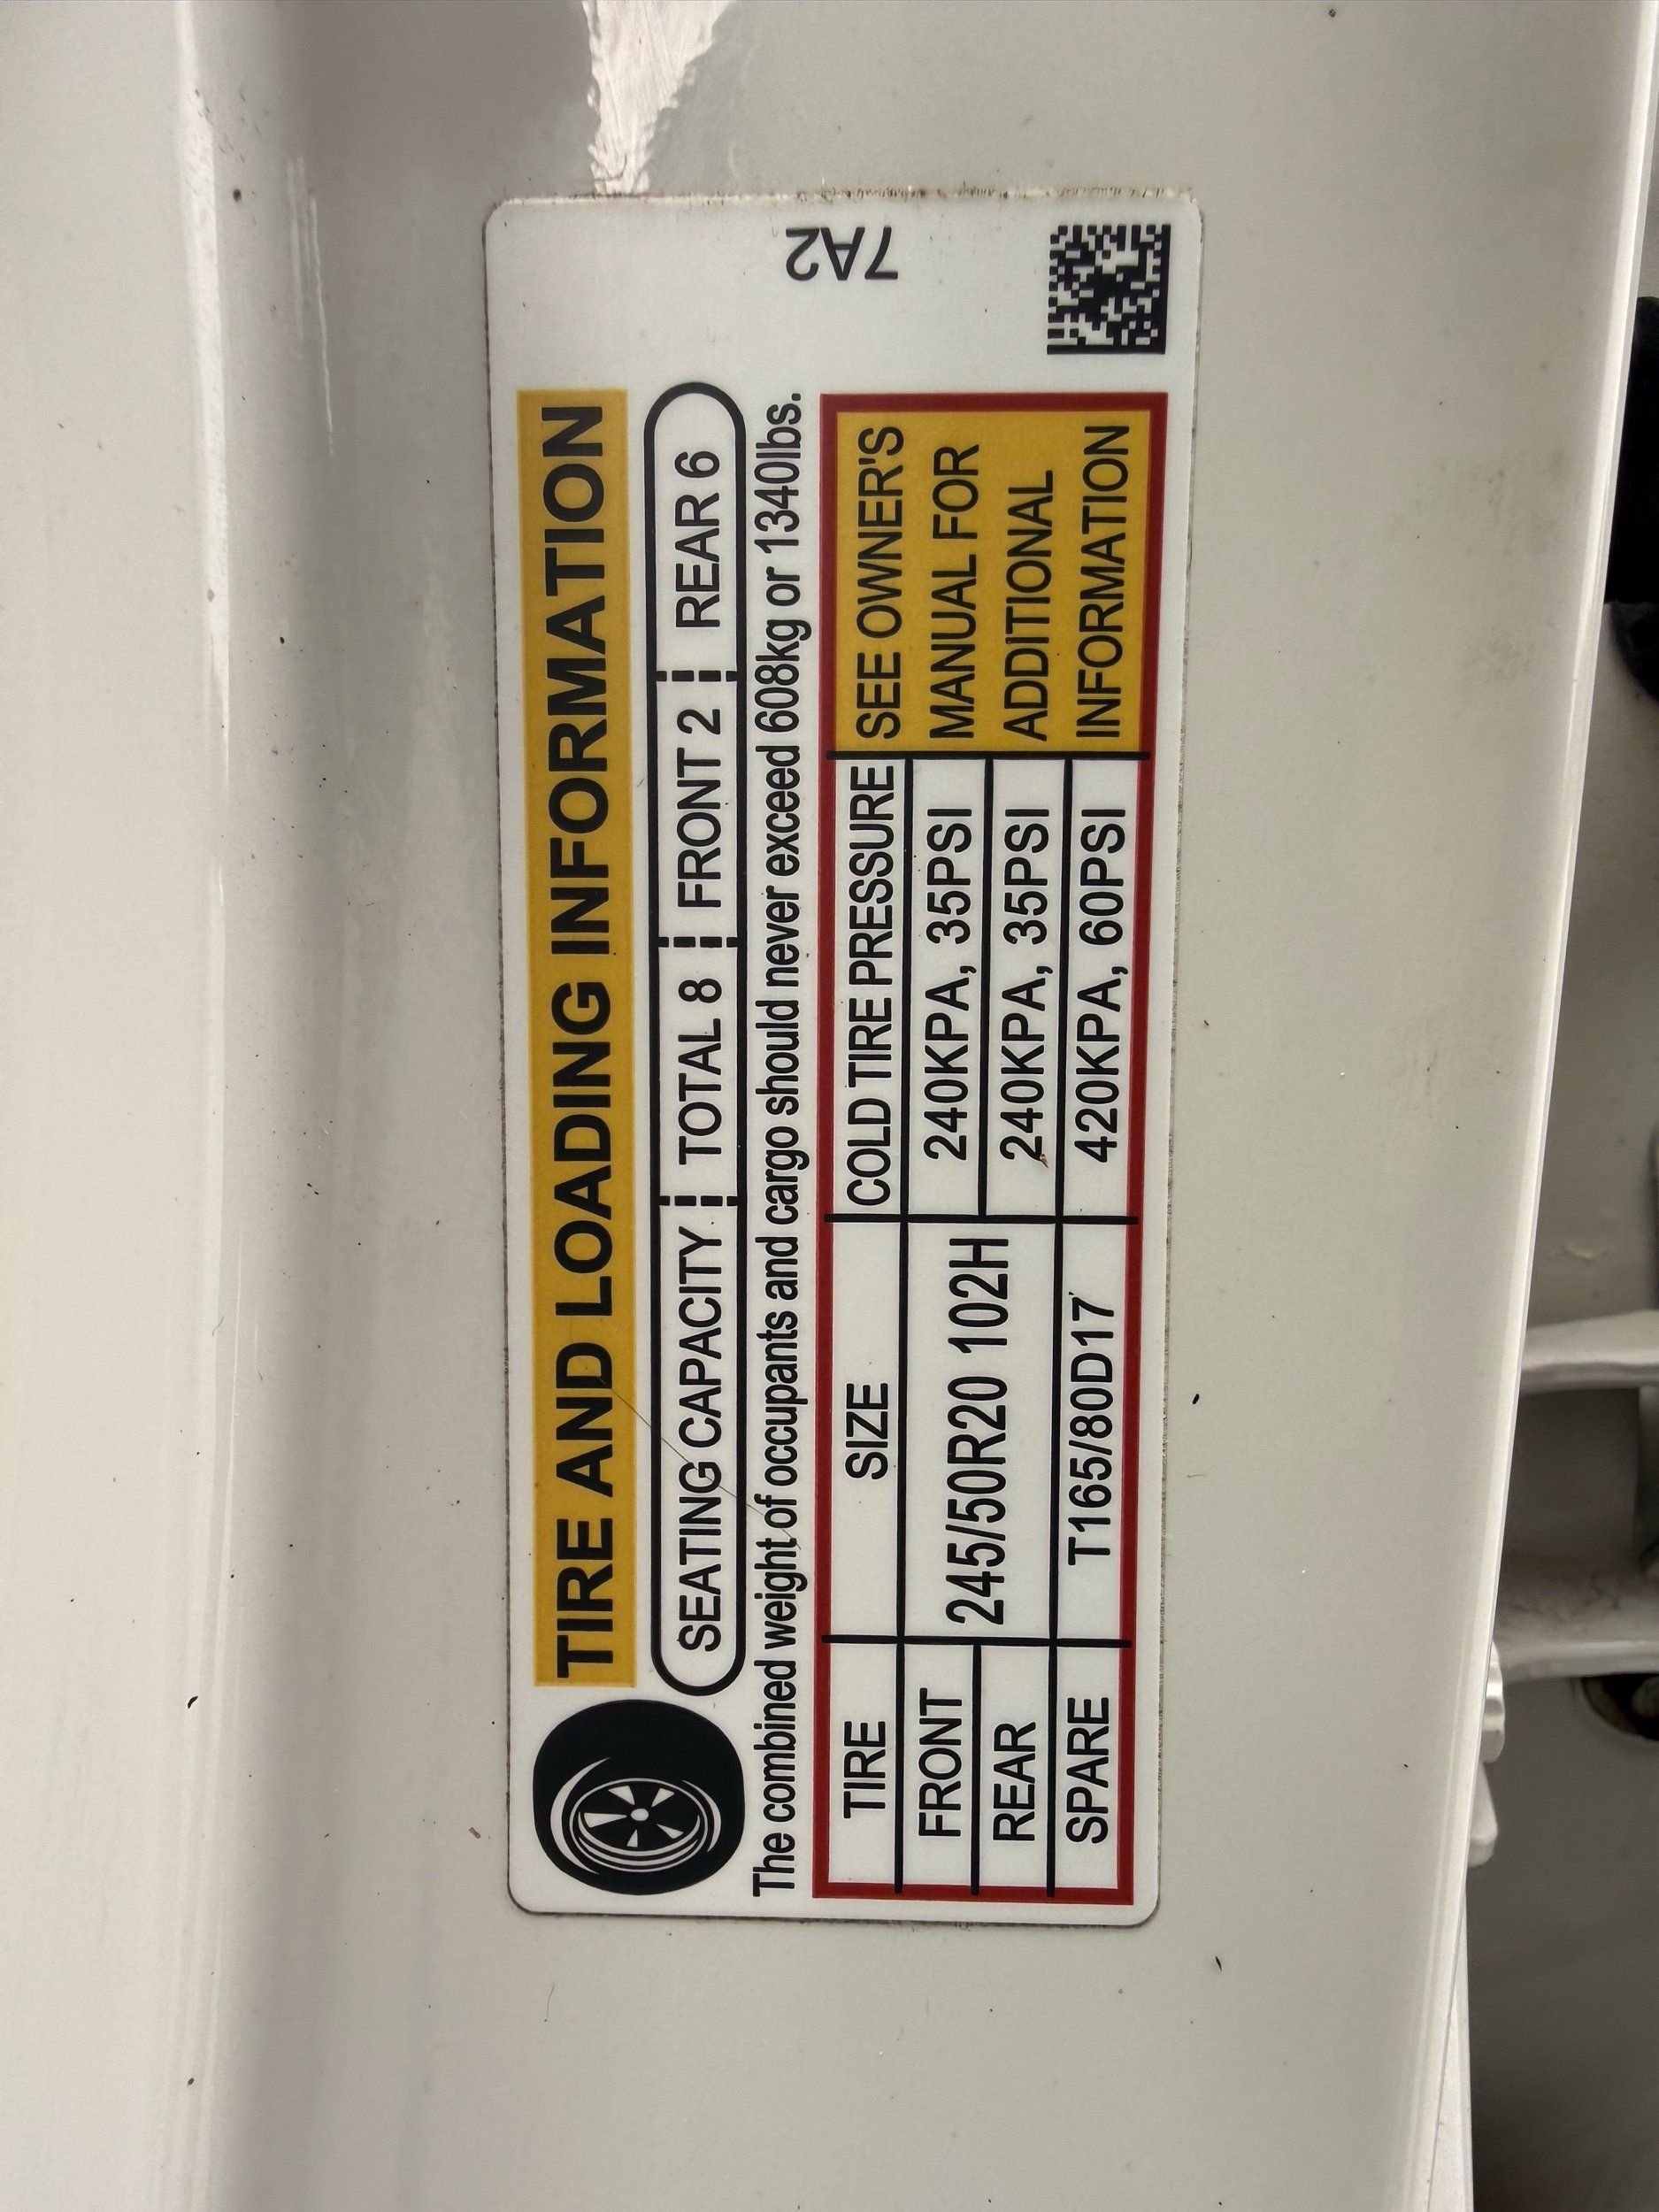 TIRE AND LOADING INFORMATION
SEATING CAPACITY TOTAL 8 FRONT 2 REAR 6
The combined weight of occupants and cargo should never exceed 608kg or 1340lbs.
TIRE SIZE COLD TIRE PRESSURE
FRONT 245/50R20 102H 240KPA, 35PSI
REAR 240KPA, 35PSI
SPARE T165/80D17 420KPA, 60PSI
SEE OWNER'S
MANUAL FOR
ADDITIONAL
INFORMATION
7A2